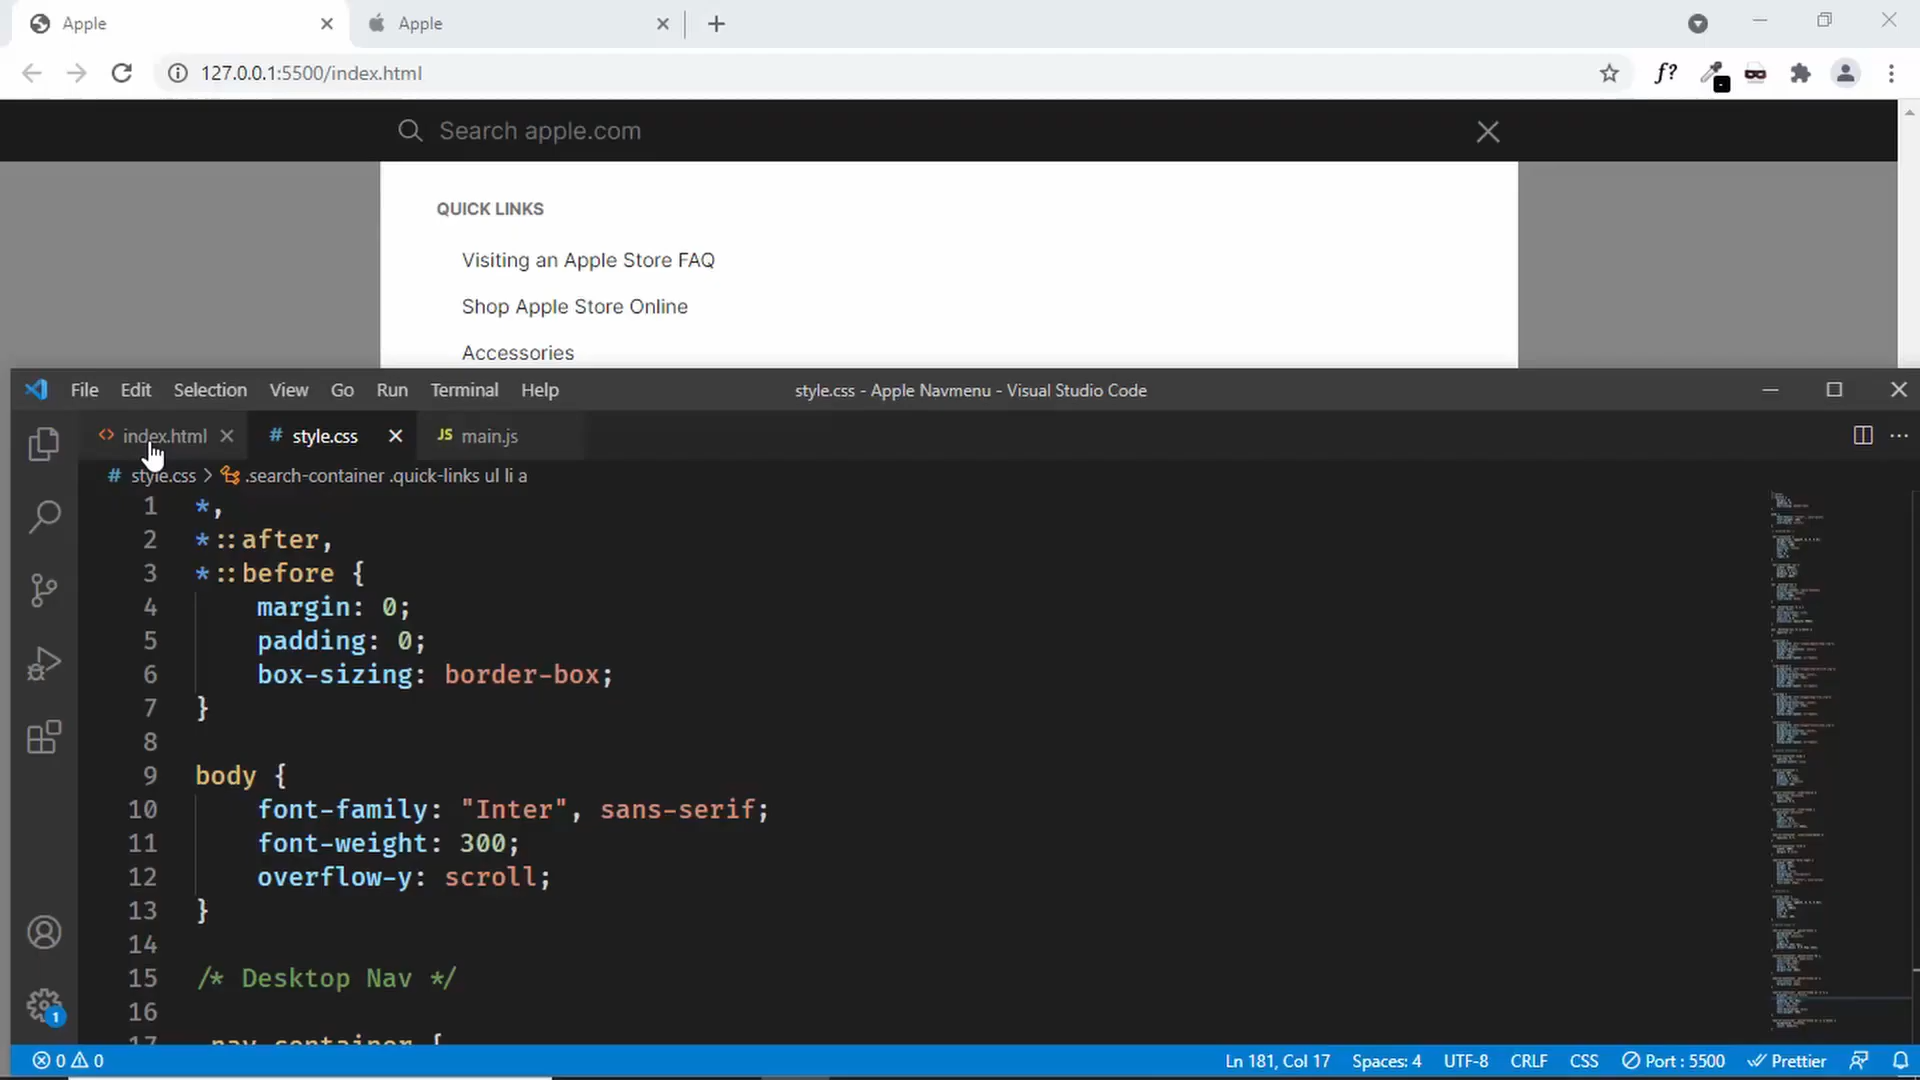 Apple
Apple
127.0.0.1:5500/index.html
f?
Search apple.com
QUICK LINKS
Visiting an Apple Store FAQ
Shop Apple Store Online
Accessories
File Edit Selection View Go Run Terminal Help
style.css - Apple Navmenu - Visual Studio Code
<> index.html
# style.css
JS main.js
# style.css > .search-container .quick-links ul li a
1 *,
2 *::after,
3 *::before {
4 margin: 0;
5 padding: 0;
6 box-sizing: border-box;
7 }
8
9 body {
10 font-family: "Inter", sans-serif;
11 font-weight: 300;
12 overflow-y: scroll;
13 }
14
15 /* Desktop Nav */
16
17 .nav-container {
1
0 0
Ln 181, Col 17 Spaces: 4 UTF-8 CRLF CSS Port : 5500 Prettier